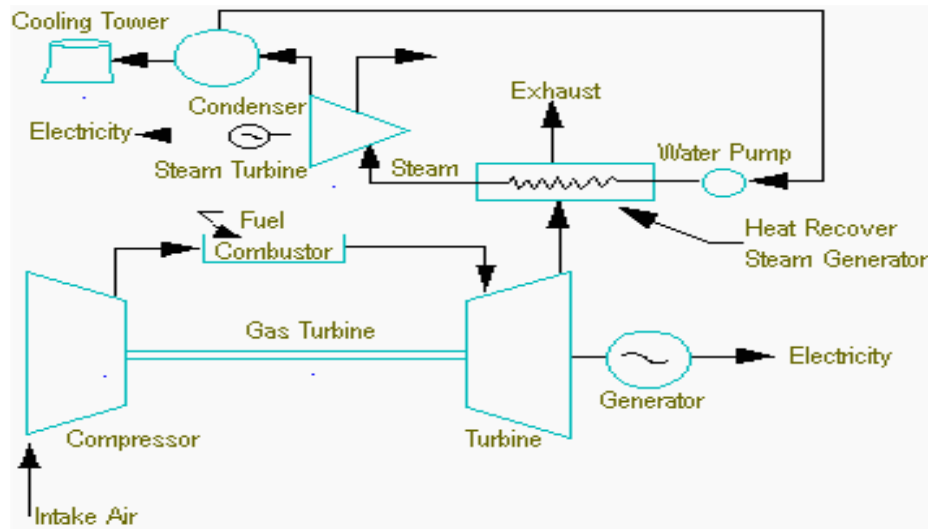 Cooling Tower
Condenser
Exhaust
Electricity
Water Pump
Steam Turbine
Steam
Fuel
Combustor
Heat Recover
Steam Generator
Gas Turbine
Electricity
Generator
Compressor
Turbine
Intake Air